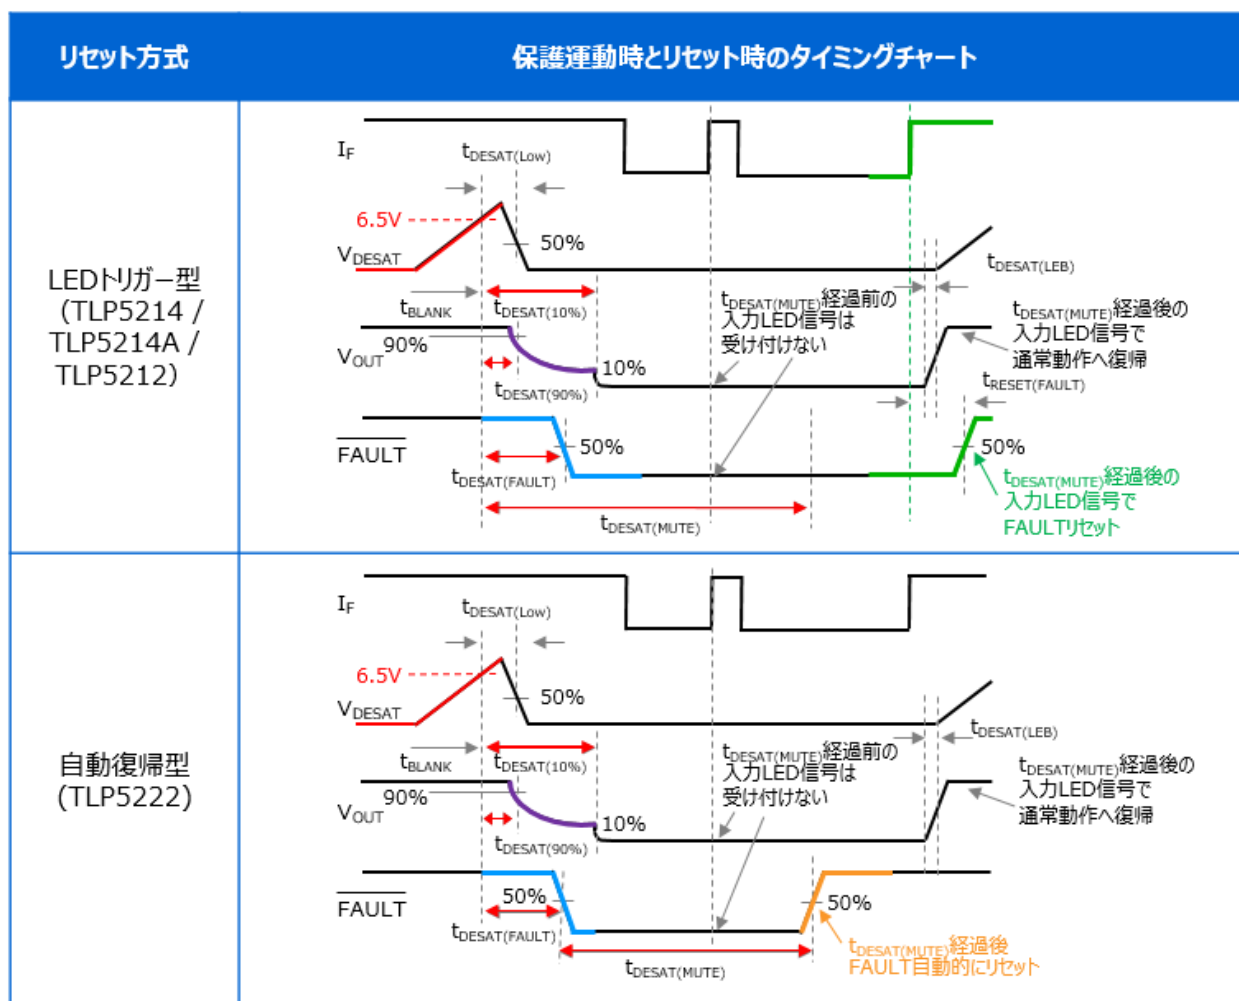 リセット方式
保護運動時とリセット時のタイミングチャート
LEDトリガー型
（TLP5214 /
TLP5214A /
TLP5212）
IF
tDESAT(Low)
6.5V
50%
VDESAT
tDESAT(LEB)
tBLANK
tDESAT(10%)
tDESAT(MUTE)経過前の
入力LED信号は
受け付けない
tDESAT(MUTE)経過後の
入力LED信号で
通常動作へ復帰
90%
VOUT
10%
tDESAT(90%)
tRESET(FAULT)
FAULT
50%
50%
tDESAT(FAULT)
tDESAT(MUTE)
tDESAT(MUTE)経過後の
入力LED信号で
FAULTリセット
自動復帰型
(TLP5222)
IF
tDESAT(Low)
6.5V
50%
VDESAT
tDESAT(LEB)
tBLANK
tDESAT(10%)
tDESAT(MUTE)経過前の
入力LED信号は
受け付けない
tDESAT(MUTE)経過後の
入力LED信号で
通常動作へ復帰
90%
VOUT
10%
tDESAT(90%)
FAULT
50%
50%
tDESAT(FAULT)
tDESAT(MUTE)
tDESAT(MUTE)経過後
FAULT自動的にリセット